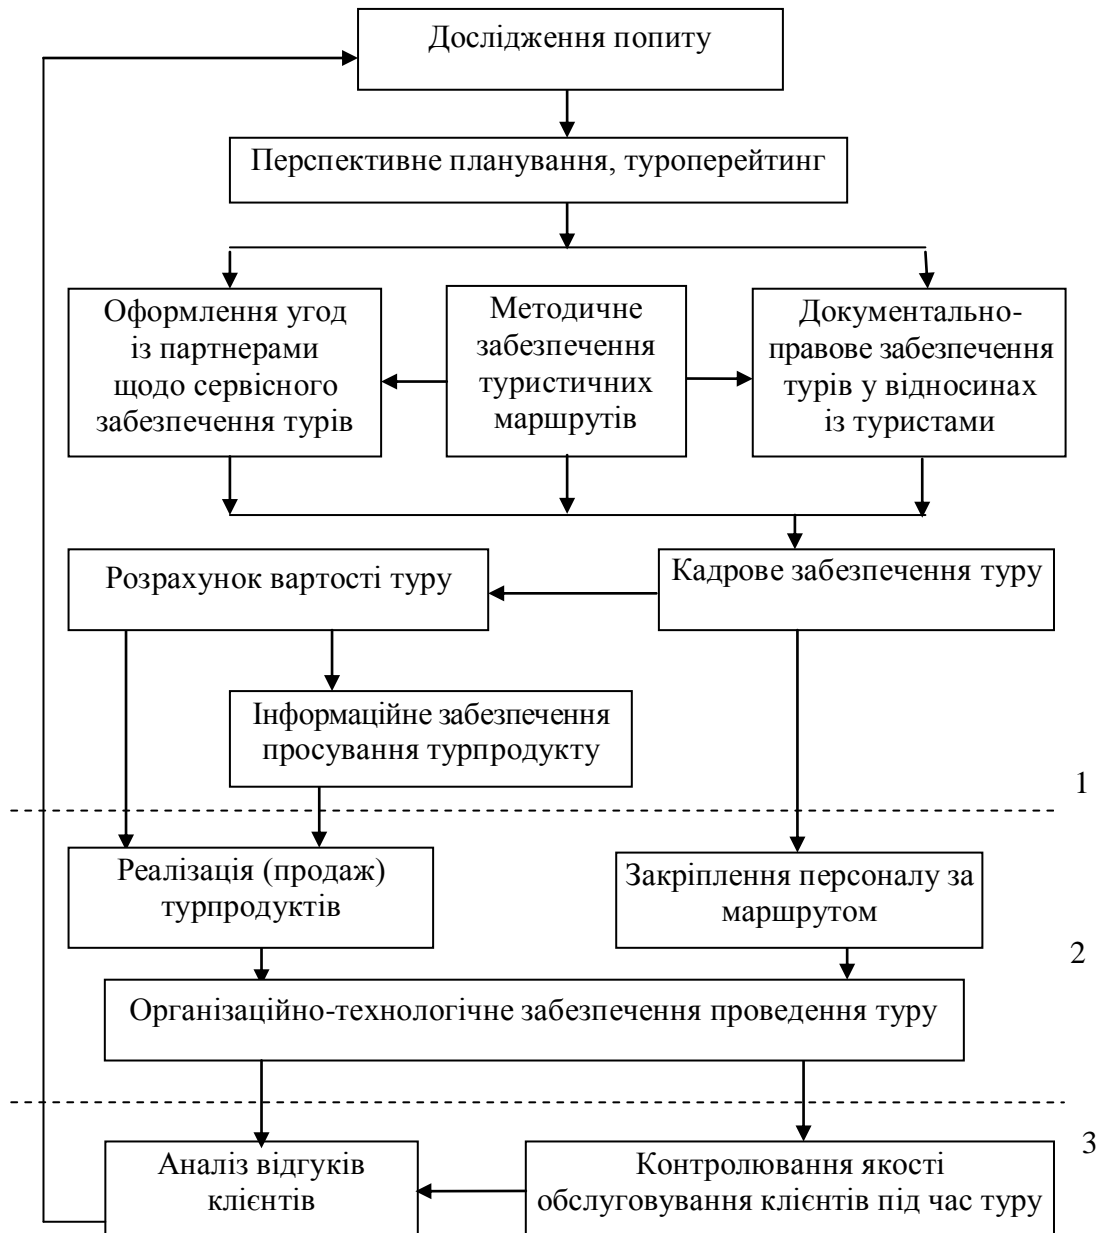 Дослідження попиту
Перспективне планування, туроперейтинг
Оформлення угод
із партнерами
щодо сервісного
забезпечення турів
Методичне
забезпечення
туристичних
маршрутів
Документально-
правове забезпечення
турів у відносинах
із туристами
Розрахунок вартості туру
Кадрове забезпечення туру
Інформаційне забезпечення
просування турпродукту
1
Реалізація (продаж)
турпродуктів
Закріплення персоналу за
маршрутом
2
Організаційно-технологічне забезпечення проведення туру
3
Аналіз відгуків
клієнтів
Контролювання якості
обслуговування клієнтів під час туру